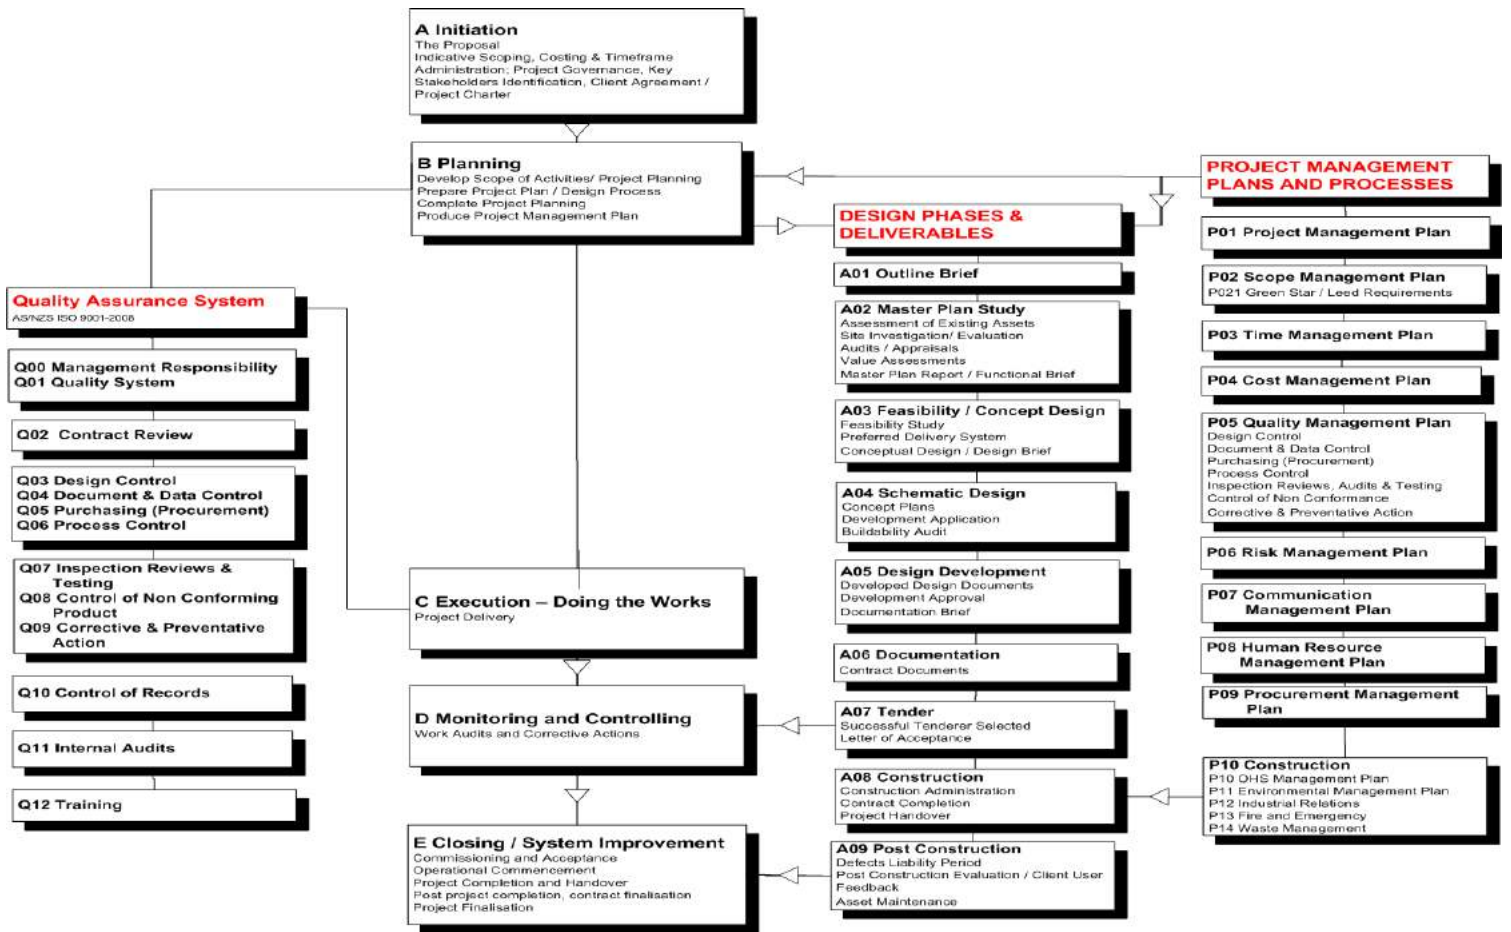 A Initiation
The Proposal
Indicative Scoping, Costing & Timeframe
Administration; Project Governance, Key
Stakeholders Identification, Client Agreement /
Project Charter
B Planning
Develop Scope of Activities/ Project Planning
Prepare Project Plan / Design Process
Complete Project Planning
Produce Project Management Plan
Quality Assurance System
AS/NZS ISO 9001-2008
Q00 Management Responsibility
Q01 Quality System
Q02 Contract Review
Q03 Design Control
Q04 Document & Data Control
Q05 Purchasing (Procurement)
Q06 Process Control
Q07 Inspection Reviews &
Testing
Q08 Control of Non Conforming
Product
Q09 Corrective & Preventative
Action
Q10 Control of Records
Q11 Internal Audits
Q12 Training
C Execution – Doing the Works
Project Delivery
D Monitoring and Controlling
Work Audits and Corrective Actions
E Closing / System Improvement
Commissioning and Acceptance
Operational Commencement
Project Completion and Handover
Post project completion, contract finalisation
Project Finalisation
DESIGN PHASES &
DELIVERABLES
A01 Outline Brief
A02 Master Plan Study
Assessment of Existing Assets
Site Investigation/ Evaluation
Audits / Appraisals
Value Assessments
Master Plan Report / Functional Brief
A03 Feasibility / Concept Design
Feasibility Study
Preferred Delivery System
Conceptual Design / Design Brief
A04 Schematic Design
Concept Plans
Development Application
Buildability Audit
A05 Design Development
Developed Design Documents
Development Approval
Documentation Brief
A06 Documentation
Contract Documents
A07 Tender
Successful Tenderer Selected
Letter of Acceptance
A08 Construction
Construction Administration
Contract Completion
Project Handover
A09 Post Construction
Defects Liability Period
Post Construction Evaluation / Client User
Feedback
Asset Maintenance
PROJECT MANAGEMENT
PLANS AND PROCESSES
P01 Project Management Plan
P02 Scope Management Plan
P021 Green Star / Leed Requirements
P03 Time Management Plan
P04 Cost Management Plan
P05 Quality Management Plan
Design Control
Document & Data Control
Purchasing (Procurement)
Process Control
Inspection Reviews, Audits & Testing
Control of Non Conformance
Corrective & Preventative Action
P06 Risk Management Plan
P07 Communication
Management Plan
P08 Human Resource
Management Plan
P09 Procurement Management
Plan
P10 Construction
P10 OHS Management Plan
P11 Environmental Management Plan
P12 Industrial Relations
P13 Fire and Emergency
P14 Waste Management